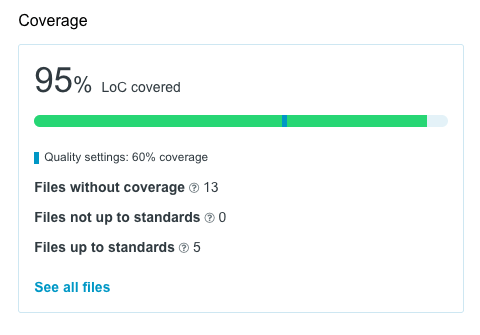 Coverage
95% LoC covered
Quality settings: 60% coverage
Files without coverage ? 13
Files not up to standards ? 0
Files up to standards ? 5
See all files